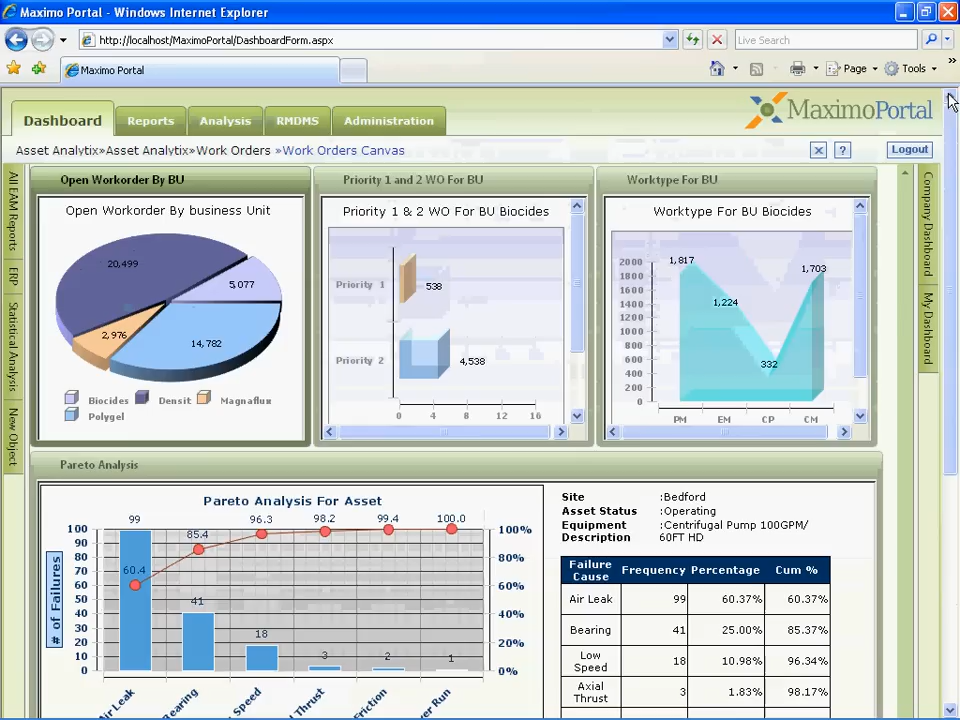 Maximo Portal - Windows Internet Explorer
http://localhost/MaximoPortal/DashboardForm.aspx
Live Search
Maximo Portal
Page
Tools
Dashboard
Reports
Analysis
RMDMS
Administration
MaximoPortal
Asset Analytix»Asset Analytix»Work Orders »Work Orders Canvas
Logout
All EAM Reports
ERP
Statistical Analysis
New Object
Company Dashboard
My Dashboard
Open Workorder By BU
Open Workorder By business Unit
20,499
5,077
2,976
14,782
Biocides Densit Magnaflux
Polygel
Priority 1 and 2 WO For BU
Priority 1 & 2 WO For BU Biocides
Priority 1
538
Priority 2
4,538
0 4 8 12 16
Worktype For BU
Worktype For BU Biocides
2000
1800
1600
1400
1200
1000
800
600
400
200
0
1,817
1,224
332
1,703
PM EM CP CM
Pareto Analysis
Pareto Analysis For Asset
99 85.4 96.3 98.2 99.4 100.0
60.4
41
18
3
2
1
# of Failures
100
90
80
70
60
50
40
30
20
10
0
100%
80%
60%
40%
20%
0%
Air Leak
Bearing
Speed
Thrust
Friction
ver Run
Site :Bedford
Asset Status :Operating
Equipment :Centrifugal Pump 100GPM/
Description 60FT HD
Failure Cause Frequency Percentage Cum %
Air Leak 99 60.37% 60.37%
Bearing 41 25.00% 85.37%
Low Speed 18 10.98% 96.34%
Axial Thrust 3 1.83% 98.17%